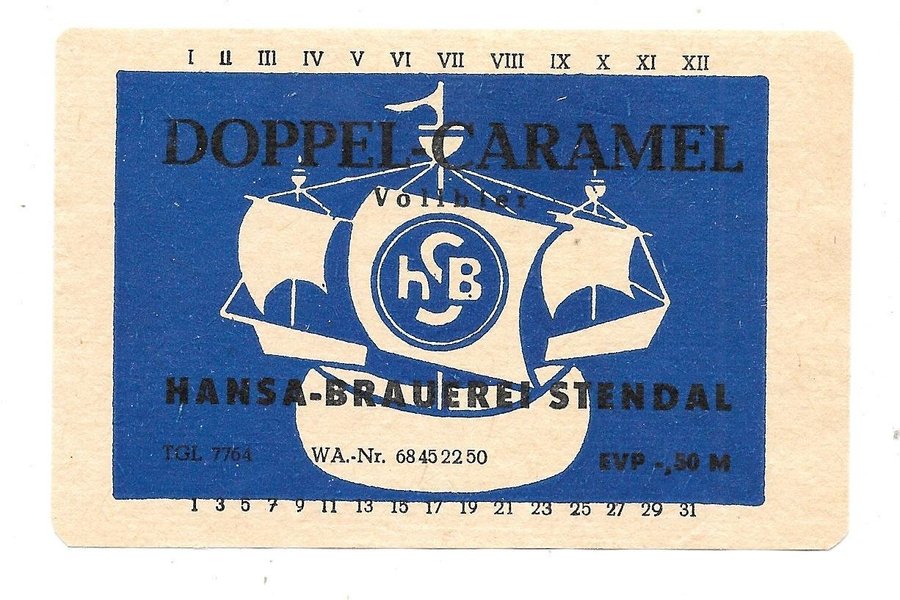 I II III IV V VI VII VIII IX X XI XII
DOPPEL-CARAMEL
Vollbier
hSB
HANSA-BRAUEREI STENDAL
TGL 7764 WA.-Nr. 68 45 22 50 EVP -,50 M
1 3 5 7 9 11 13 15 17 19 21 23 25 27 29 31